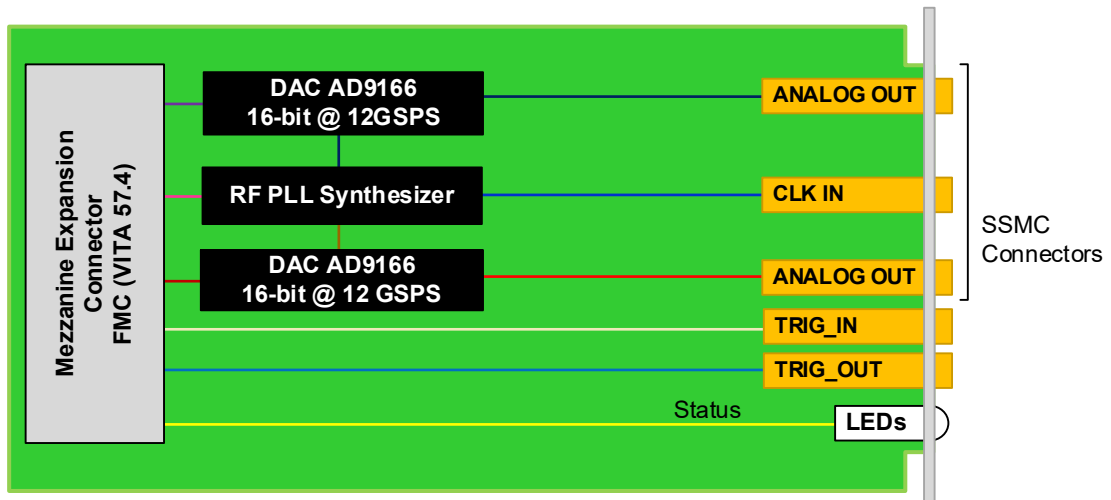 Mezzanine Expansion
Connector
FMC (VITA 57.4)
DAC AD9166
16-bit @ 12GSPS
ANALOG OUT
RF PLL Synthesizer
CLK IN
SSMC
Connectors
DAC AD9166
16-bit @ 12 GSPS
ANALOG OUT
TRIG_IN
TRIG_OUT
Status
LEDs